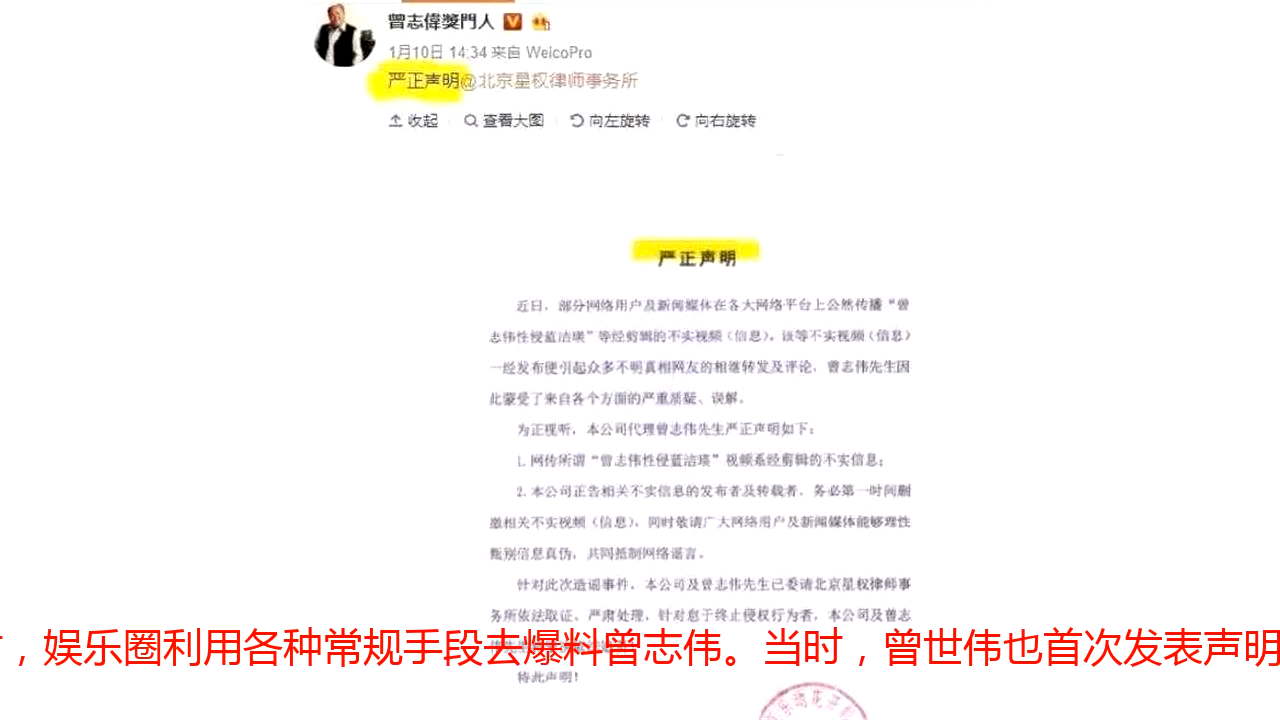 曾志偉獎門人
1月10日 14:34 来自 WeicoPro
严正声明@北京星权律师事务所
收起 查看大图 向左旋转 向右旋转
严正声明
近日，部分网络用户及新闻媒体在各大网络平台上公然传播“曾
志伟性侵蓝洁瑛”等经剪辑的不实视频（信息）。该等不实视频（信息）
一经发布便引起众多不明真相网友的相继转发及评论，曾志伟先生因
此蒙受了来自各个方面的严重质疑、误解。
为正视听，本公司代理曾志伟先生严正声明如下：
1.网传所谓“曾志伟性侵蓝洁瑛”视频系经剪辑的不实信息；
2.本公司正告相关不实信息的发布者及转载者，务必第一时间删
撤相关不实视频（信息），同时敬请广大网络用户及新闻媒体能够理性
甄别信息真伪，共同抵制网络谣言。
针对此次造谣事件，本公司及曾志伟先生已委请北京星权律师事
务所依法取证、严肃处理，针对怠于终止侵权行为者，本公司及曾志
，娱乐圈利用各种常规手段去爆料曾志伟。当时，曾世伟也首次发表声明
特此声明！